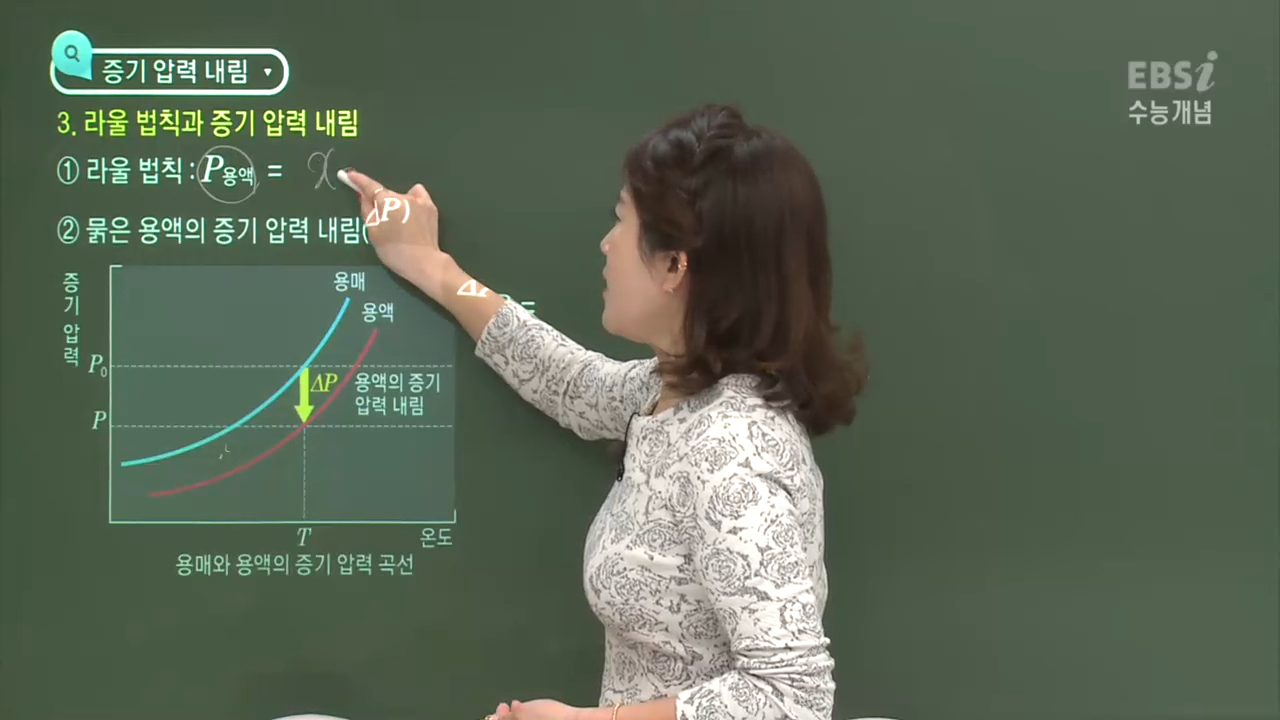 증기 압력 내림 ▼
EBSi
수능개념
3. 라울 법칙과 증기 압력 내림
① 라울 법칙 : P용액 = x
② 묽은 용액의 증기 압력 내림(ΔP)
=
증기 압력
용매
용액
P₀
ΔP
용액의 증기
압력 내림
P
T
온도
용매와 용액의 증기 압력 곡선